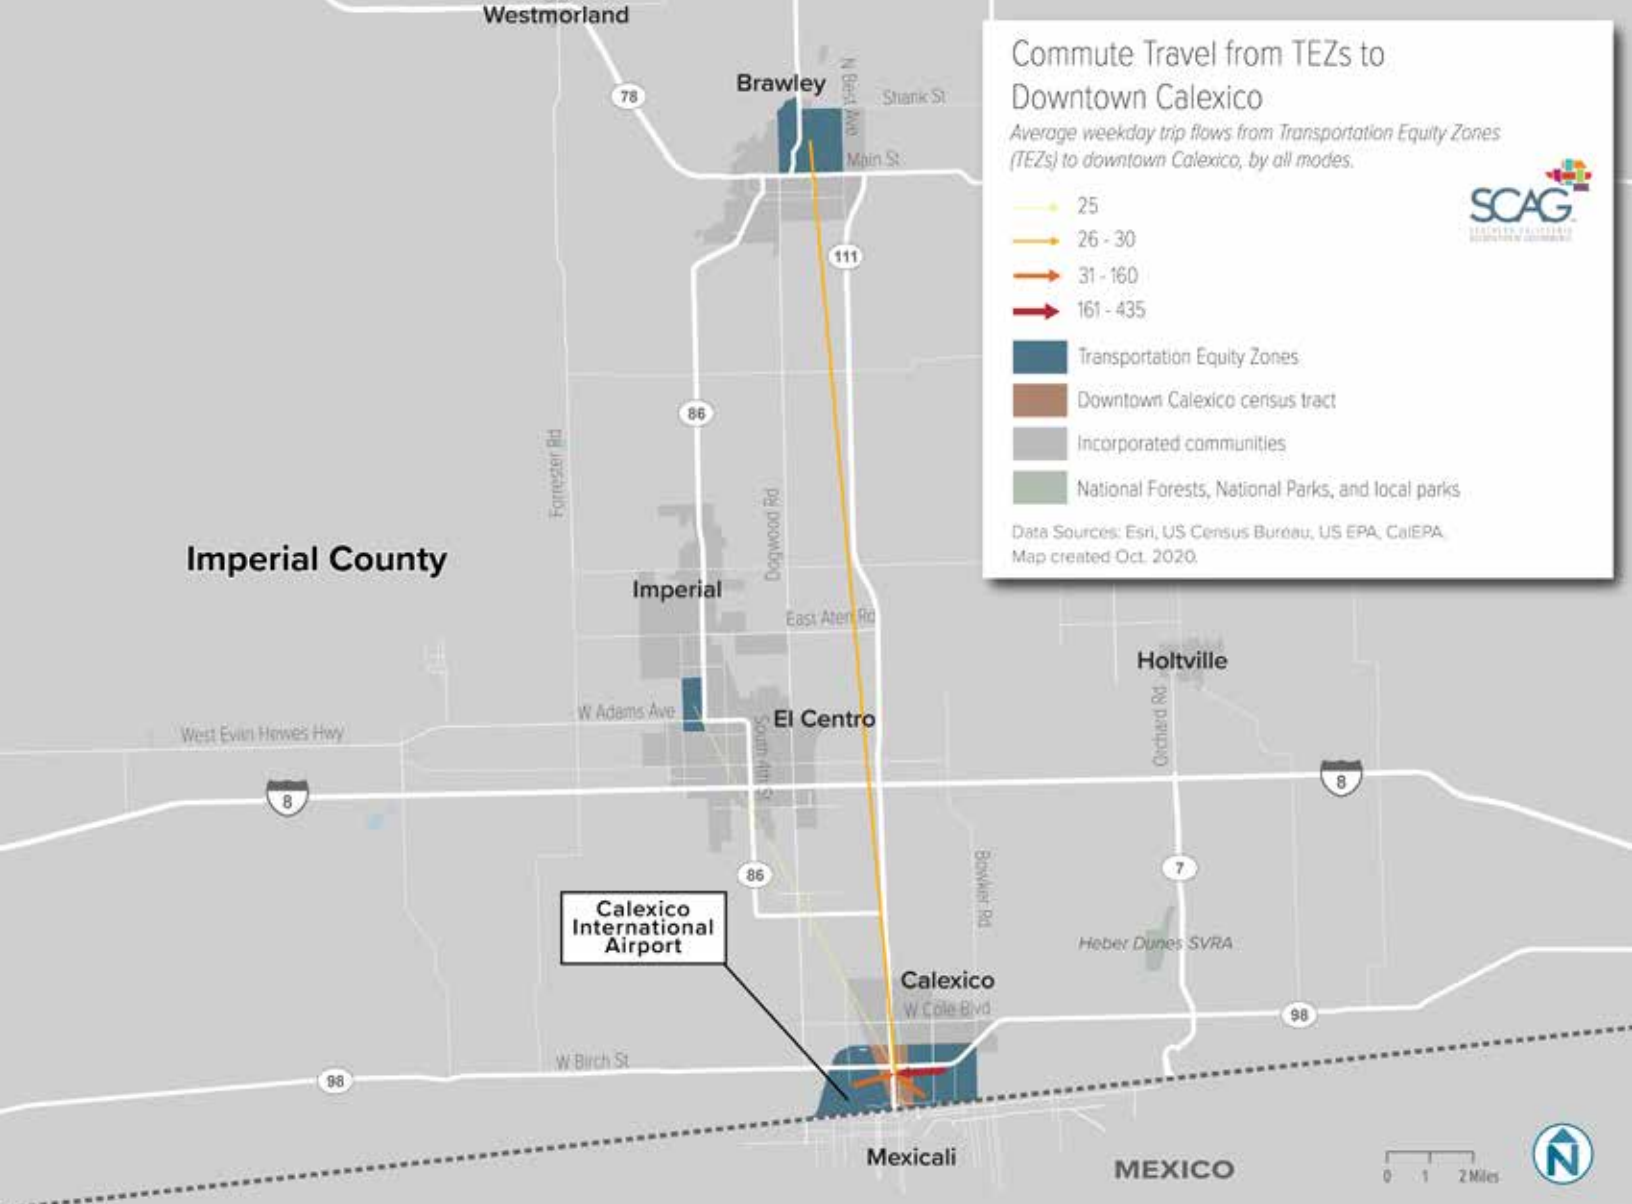 Westmorland
Commute Travel from TEZs to
Downtown Calexico
Average weekday trip flows from Transportation Equity Zones
(TEZs) to downtown Calexico, by all modes.
25
26 - 30
31 - 160
161 - 435
Transportation Equity Zones
Downtown Calexico census tract
Incorporated communities
National Forests, National Parks, and local parks
Data Sources: Esri, US Census Bureau, US EPA, CalEPA.
Map created Oct. 2020.
SCAG
SOUTHERN CALIFORNIA
ASSOCIATION OF GOVERNMENTS
Brawley
N Best Ave
78
Shank St
Main St
111
86
Forrester Rd
Dogwood Rd
Imperial County
Imperial
East Aten Rd
Holtville
Orchard Rd
W Adams Ave
El Centro
South 4th St
West Evan Hewes Hwy
8
8
86
7
Bowker Rd
Calexico
International
Airport
Heber Dunes SVRA
Calexico
W Cole Blvd
98
W Birch St
98
Mexicali
MEXICO
0 1 2 Miles
N